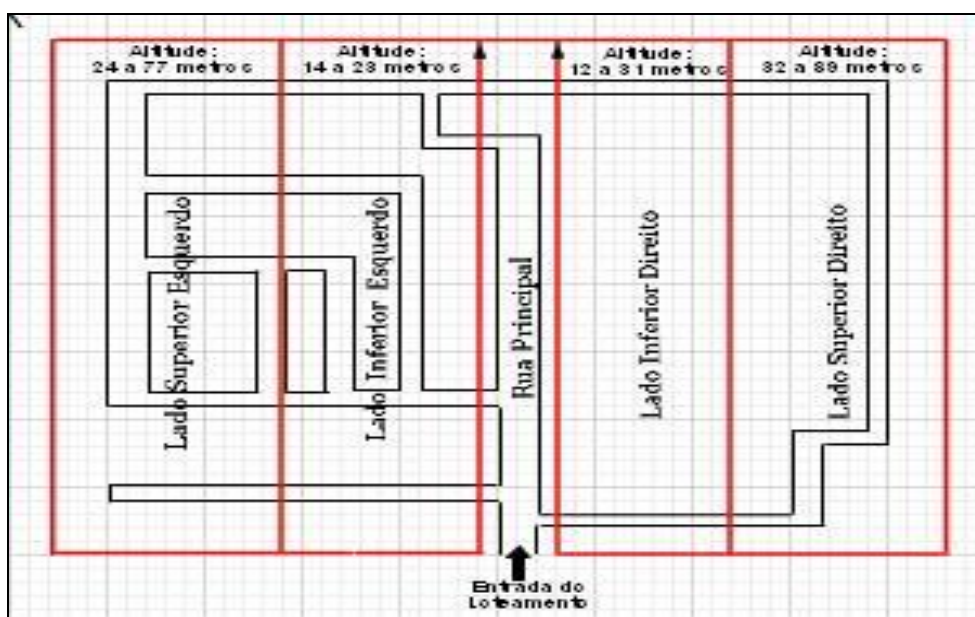 Altitude:
24 a 77 metros
Altitude:
14 a 23 metros
Altitude:
12 a 31 metros
Altitude:
32 a 89 metros
Lado Superior Esquerdo
Lado Inferior Esquerdo
Rua Principal
Lado Inferior Direito
Lado Superior Direito
Entrada do
Loteamento